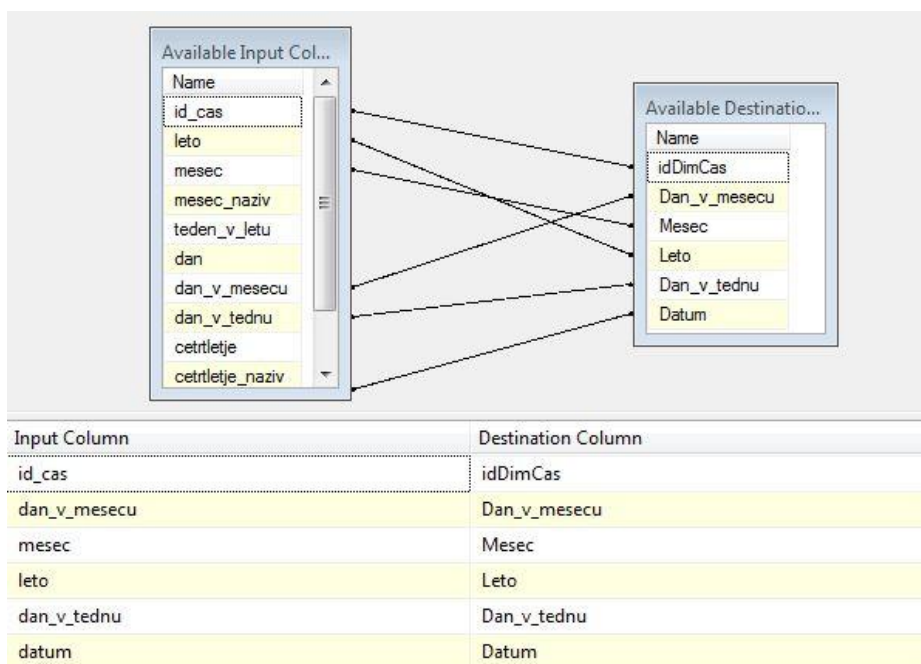 Available Input Col...
Name
id_cas
leto
mesec
mesec_naziv
teden_v_letu
dan
dan_v_mesecu
dan_v_tednu
cetrtletje
cetrtletje_naziv
Available Destinatio...
Name
idDimCas
Dan_v_mesecu
Mesec
Leto
Dan_v_tednu
Datum
Input Column Destination Column
id_cas idDimCas
dan_v_mesecu Dan_v_mesecu
mesec Mesec
leto Leto
dan_v_tednu Dan_v_tednu
datum Datum